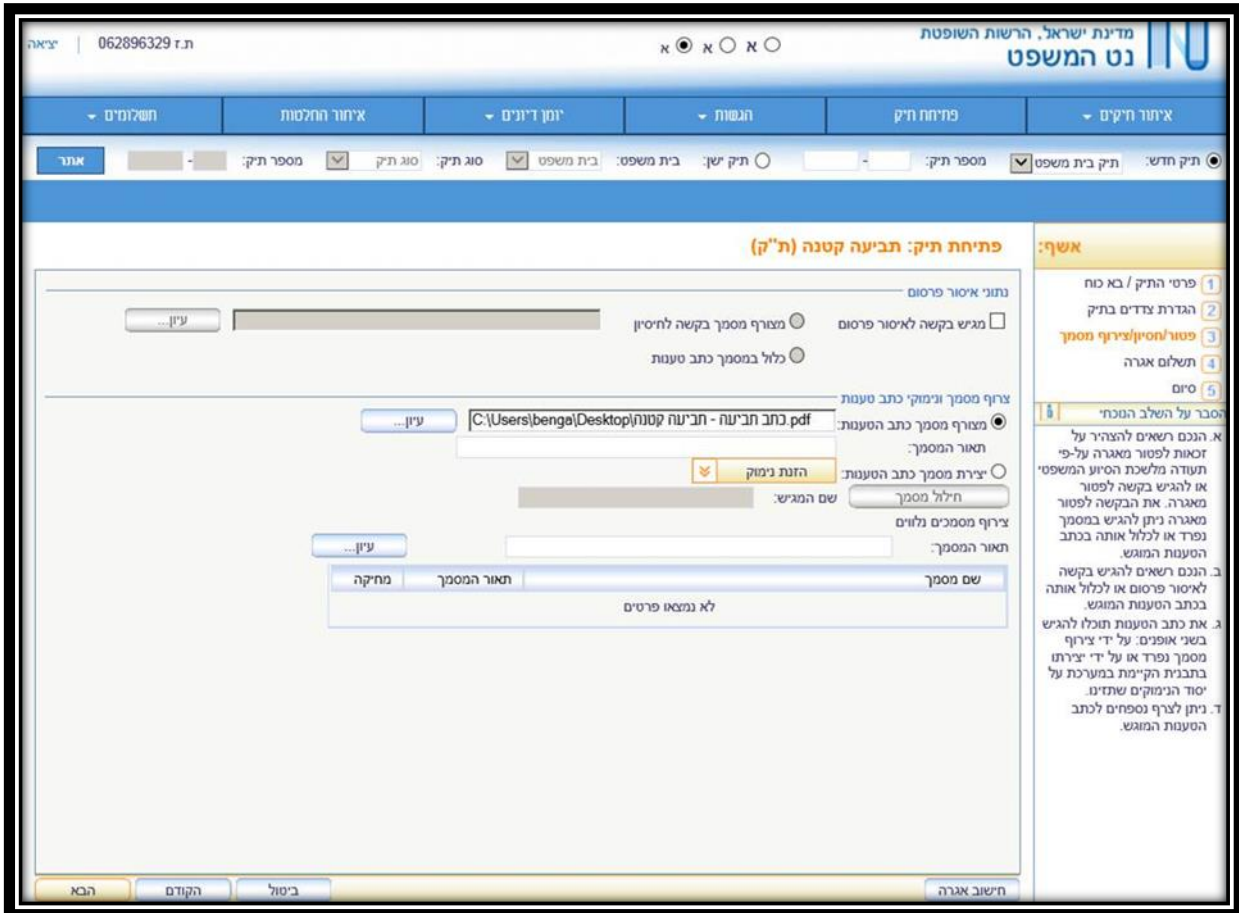 מדינת ישראל, הרשות השופטת
נט המשפט
א א א
ת.ז 062896329 | יציאה
איתור תיקים פתיחת תיק הגשות יומן דיונים איתור החלטות תשלומים
תיק חדש: תיק בית משפט מספר תיק: - תיק ישן: בית משפט: בית משפט סוג תיק: סוג תיק מספר תיק: - אתר
אשף:
1 פרטי התיק / בא כוח
2 הגדרת צדדים בתיק
3 פטור/חסיון/צירוף מסמך
4 תשלום אגרה
5 סיום
הסבר על השלב הנוכחי
א. הנכם רשאים להצהיר על
זכאות לפטור מאגרה על-פי
תעודה מלשכת הסיוע המשפטי
או להגיש בקשה לפטור
מאגרה. את הבקשה לפטור
מאגרה ניתן להגיש במסמך
נפרד או לכלול אותה בכתב
הטענות המוגש.
ב. הנכם רשאים להגיש בקשה
לאיסור פרסום או לכלול אותה
בכתב הטענות המוגש.
ג. את כתב הטענות תוכלו להגיש
בשני אופנים: על ידי צירוף
מסמך נפרד או על ידי יצירתו
בתבנית הקיימת במערכת על
יסוד הנימוקים שתזינו.
ד. ניתן לצרף נספחים לכתב
הטענות המוגש.
פתיחת תיק: תביעה קטנה (ת"ק)
נתוני איסור פרסום
מגיש בקשה לאיסור פרסום מצורף מסמך בקשה לחיסיון עיון...
כלול במסמך כתב טענות
צרוף מסמך ונימוקי כתב טענות
מצורף מסמך כתב הטענות: C:\Users\benga\Desktop\כתב תביעה - תביעה קטנה.pdf עיון...
תאור המסמך:
יצירת מסמך כתב הטענות: הזנת נימוק
חילול מסמך שם המגיש:
צירוף מסמכים נלווים
תאור המסמך: עיון...
שם מסמך תאור המסמך מחיקה
לא נמצאו פרטים
חישוב אגרה ביטול הקודם הבא